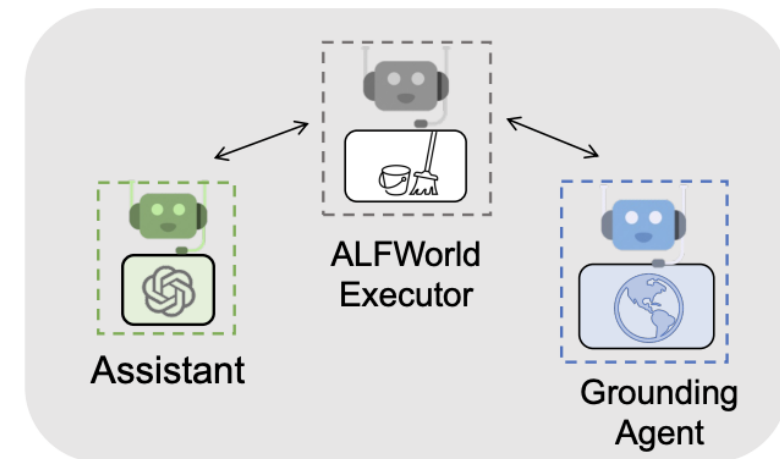 ALFWorld
Executor
Assistant
Grounding
Agent